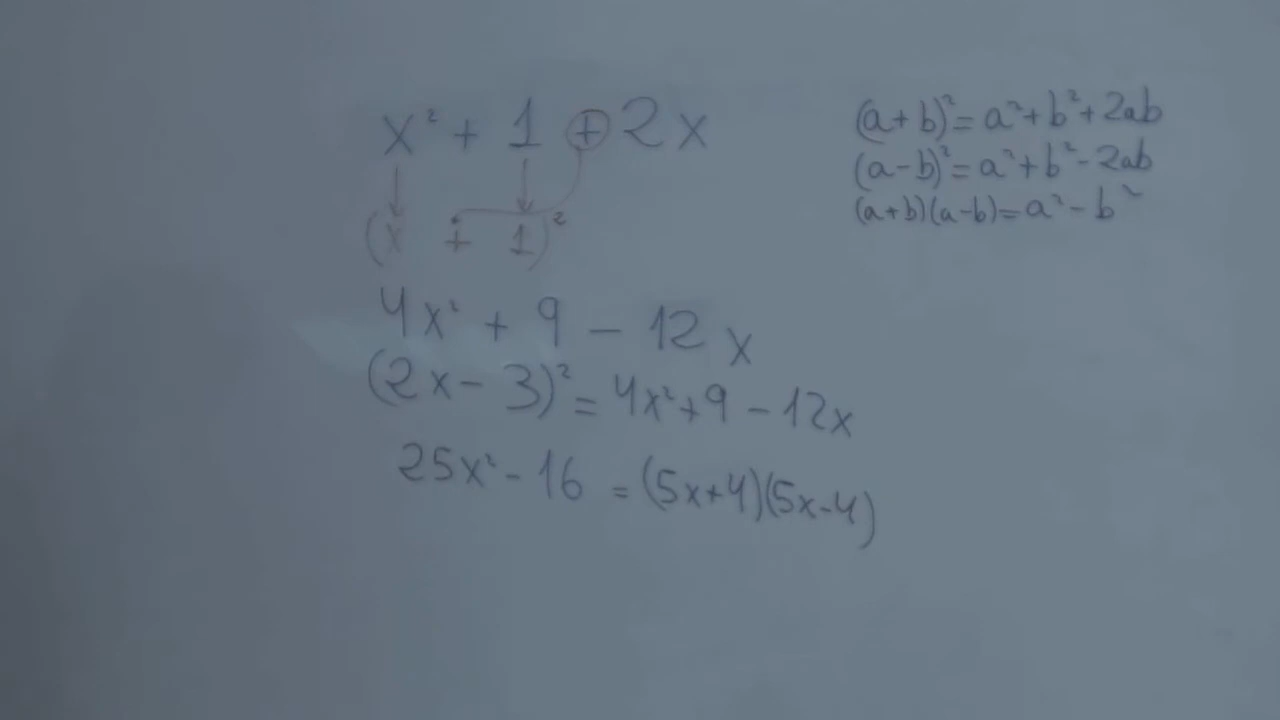 x² + 1 + 2x
(x + 1)²
4x² + 9 - 12x
(2x - 3)² = 4x² + 9 - 12x
25x² - 16 = (5x+4)(5x-4)
(a+b)² = a² + b² + 2ab
(a-b)² = a² + b² - 2ab
(a+b)(a-b) = a² - b²